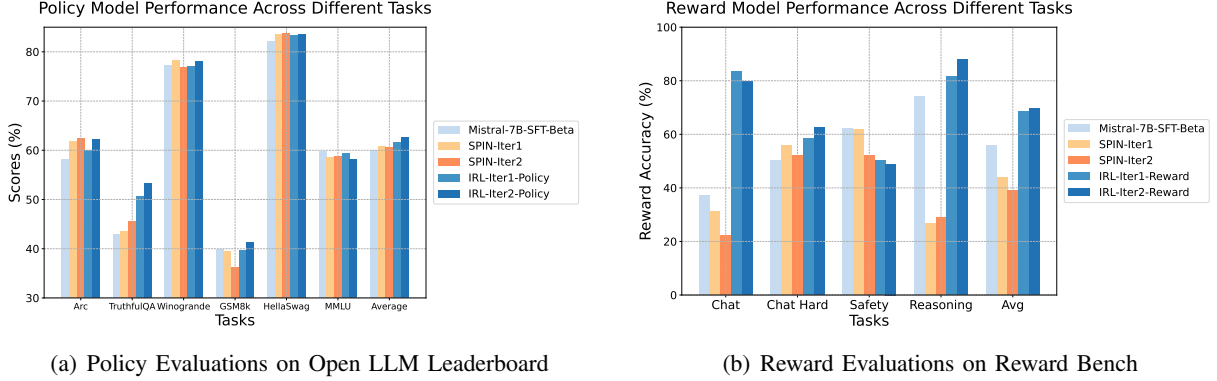 Policy Model Performance Across Different Tasks
Scores (%)
80
70
60
50
40
30
Arc TruthfulQA Winogrande GSM8k HellaSwag MMLU Average
Tasks
Mistral-7B-SFT-Beta
SPIN-Iter1
SPIN-Iter2
IRL-Iter1-Policy
IRL-Iter2-Policy
(a) Policy Evaluations on Open LLM Leaderboard
Reward Model Performance Across Different Tasks
Reward Accuracy (%)
100
80
60
40
20
0
Chat Chat Hard Safety Reasoning Avg
Tasks
Mistral-7B-SFT-Beta
SPIN-Iter1
SPIN-Iter2
IRL-Iter1-Reward
IRL-Iter2-Reward
(b) Reward Evaluations on Reward Bench